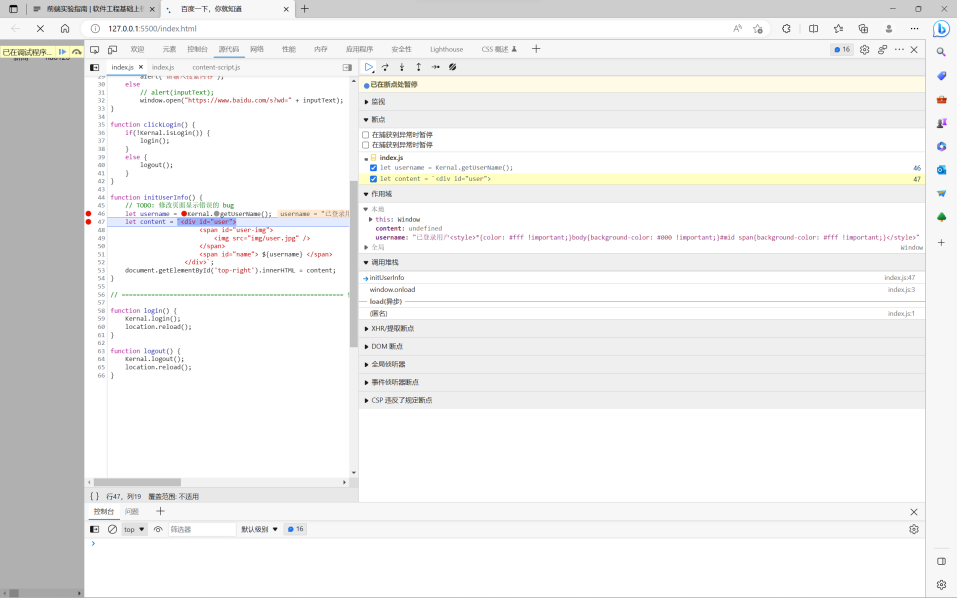 前端实验指南 | 软件工程基础上
百度一下，你就知道
127.0.0.1:5500/index.html
已在调试程序...
欢迎 元素 控制台 源代码 网络 性能 内存 应用程序 安全性 Lighthouse CSS 概述
16
index.js
index.js
content-script.js
30 else
31 // alert(inputText);
32 window.open("https://www.baidu.com/s?wd=" + inputText);
33 }
34
35 function clickLogin() {
36 if(!Kernal.isLogin()) {
37 login();
38 }
39 else {
40 logout();
41 }
42 }
43
44 function initUserInfo() {
45 // TODO: 修改页面显示错误的 bug
46 let username = Kernal.getUserName(); username = "已登录用
47 let content = `<div id="user">
48 <span id="user-img">
49 <img src="img/user.jpg" />
50 </span>
51 <span id="name"> ${username} </span>
52 </div>`;
53 document.getElementById('top-right').innerHTML = content;
54 }
55
56 // ============================================================
57
58 function login() {
59 Kernal.login();
60 location.reload();
61 }
62
63 function logout() {
64 Kernal.logout();
65 location.reload();
66 }
{ } 行47，列19 覆盖范围: 不适用
已在断点处暂停
监视
断点
在捕获到异常时暂停
在捕获到异常时暂停
index.js
let username = Kernal.getUserName(); 46
let content = `<div id="user"> 47
作用域
本地
this: Window
content: undefined
username: "已登录用户<style>*{color: #fff !important;}body{background-color: #000 !important;}#mid span{background-color: #fff !important;}</style>"
全局 Window
调用堆栈
initUserInfo index.js:47
window.onload index.js:3
load(异步)
(匿名) index.js:1
XHR/提取断点
DOM 断点
全局侦听器
事件侦听器断点
CSP 违反了规定断点
控制台 问题
top 筛选器 默认级别 16